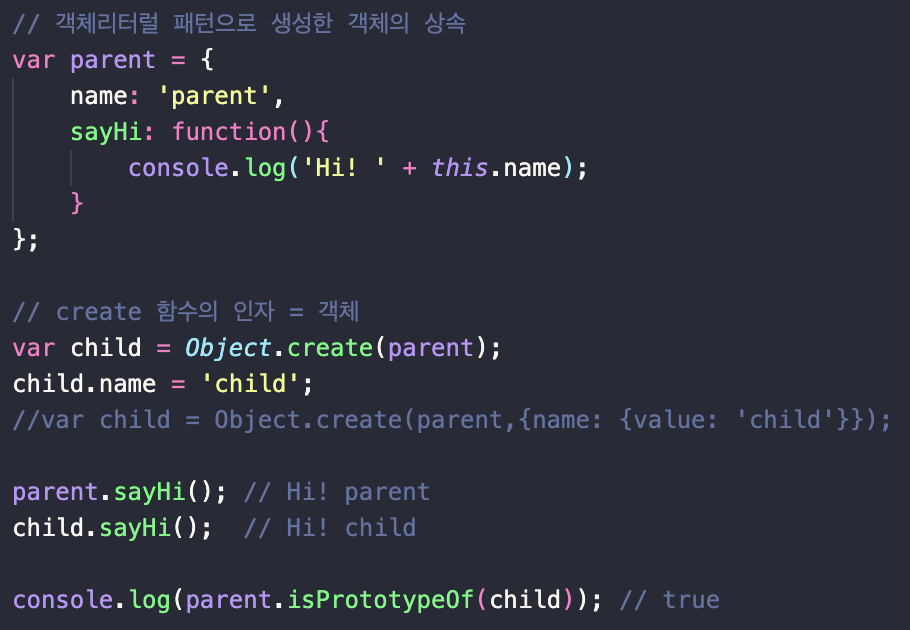 // 객체리터럴 패턴으로 생성한 객체의 상속
var parent = {
    name: 'parent',
    sayHi: function(){
        console.log('Hi! ' + this.name);
    }
};
// create 함수의 인자 = 객체
var child = Object.create(parent);
child.name = 'child';
//var child = Object.create(parent,{name: {value: 'child'}});
parent.sayHi(); // Hi! parent
child.sayHi();  // Hi! child
console.log(parent.isPrototypeOf(child)); // true